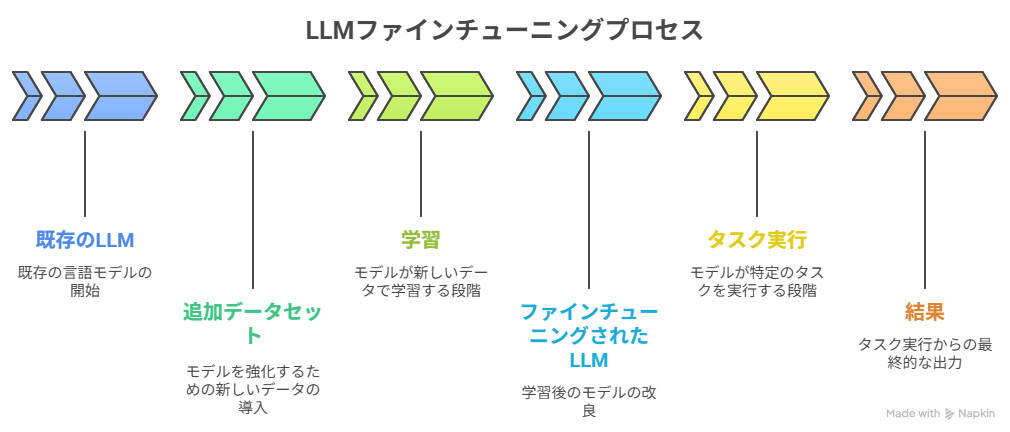 LLMファインチューニングプロセス
既存のLLM
既存の言語モデルの
開始
追加データセッ
ト
モデルを強化するた
めの新しいデータの
導入
学習
モデルが新しいデー
タで学習する段階
ファインチュー
ニングされた
LLM
学習後のモデルの改
良
タスク実行
モデルが特定のタス
クを実行する段階
結果
タスク実行からの最
終的な出力
Made with Napkin